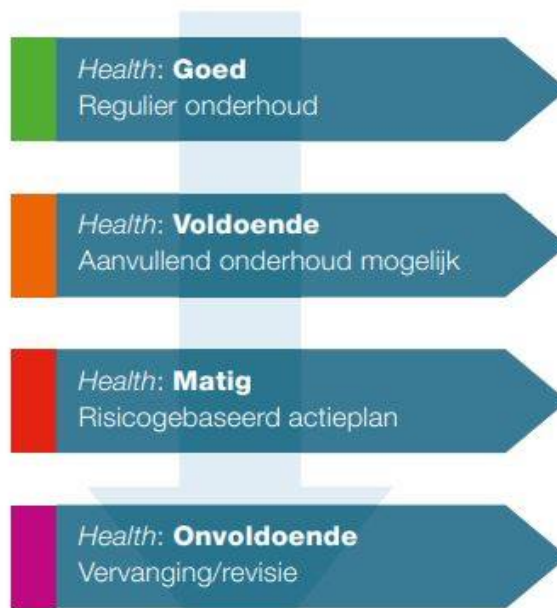 Health: Goed
Regulier onderhoud
Health: Voldoende
Aanvullend onderhoud mogelijk
Health: Matig
Risicogebaseerd actieplan
Health: Onvoldoende
Vervanging/revisie